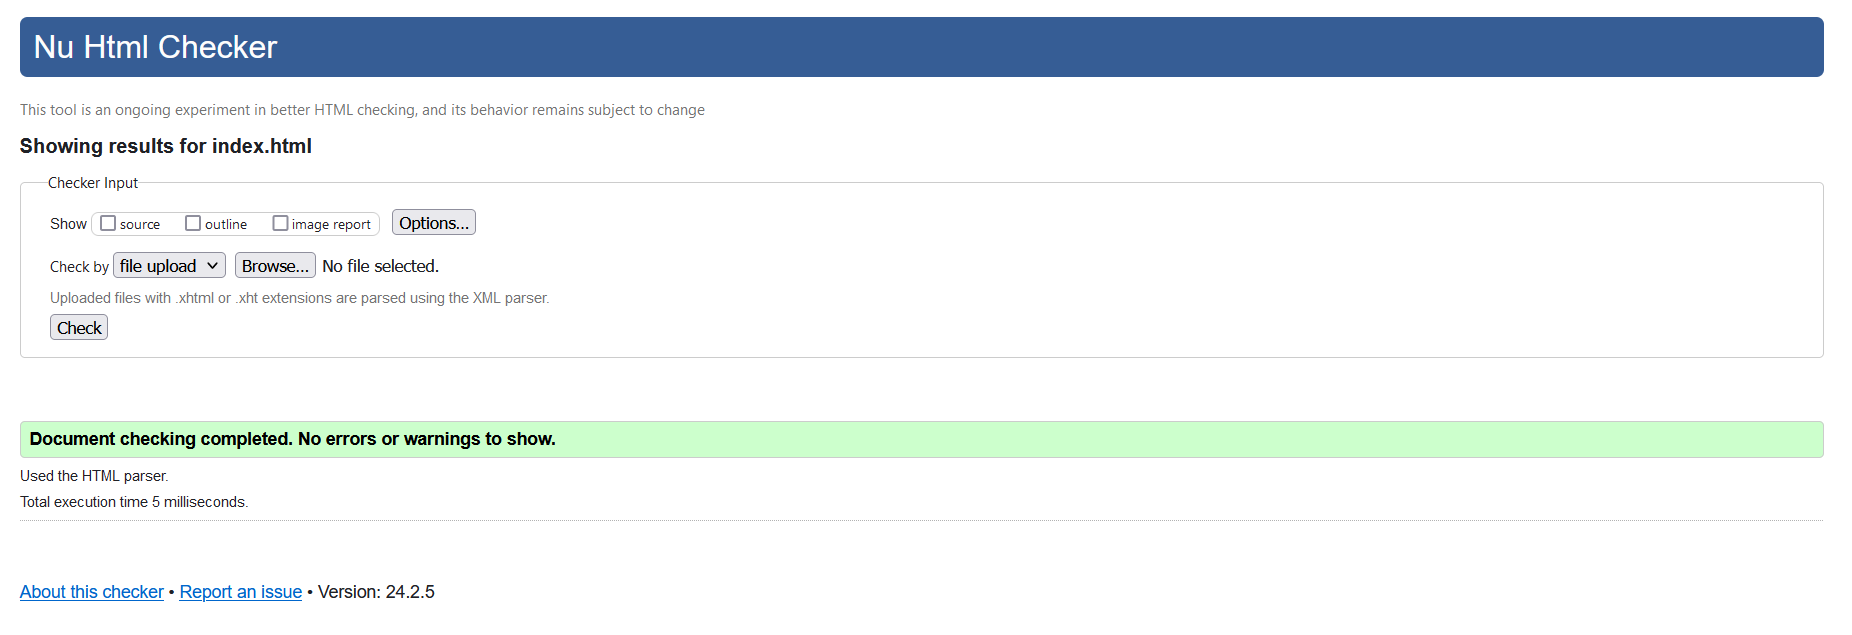 Nu Html Checker
This tool is an ongoing experiment in better HTML checking, and its behavior remains subject to change
Showing results for index.html
Checker Input
Show source outline image report Options...
Check by file upload Browse... No file selected.
Uploaded files with .xhtml or .xht extensions are parsed using the XML parser.
Check
Document checking completed. No errors or warnings to show.
Used the HTML parser.
Total execution time 5 milliseconds.
About this checker • Report an issue • Version: 24.2.5